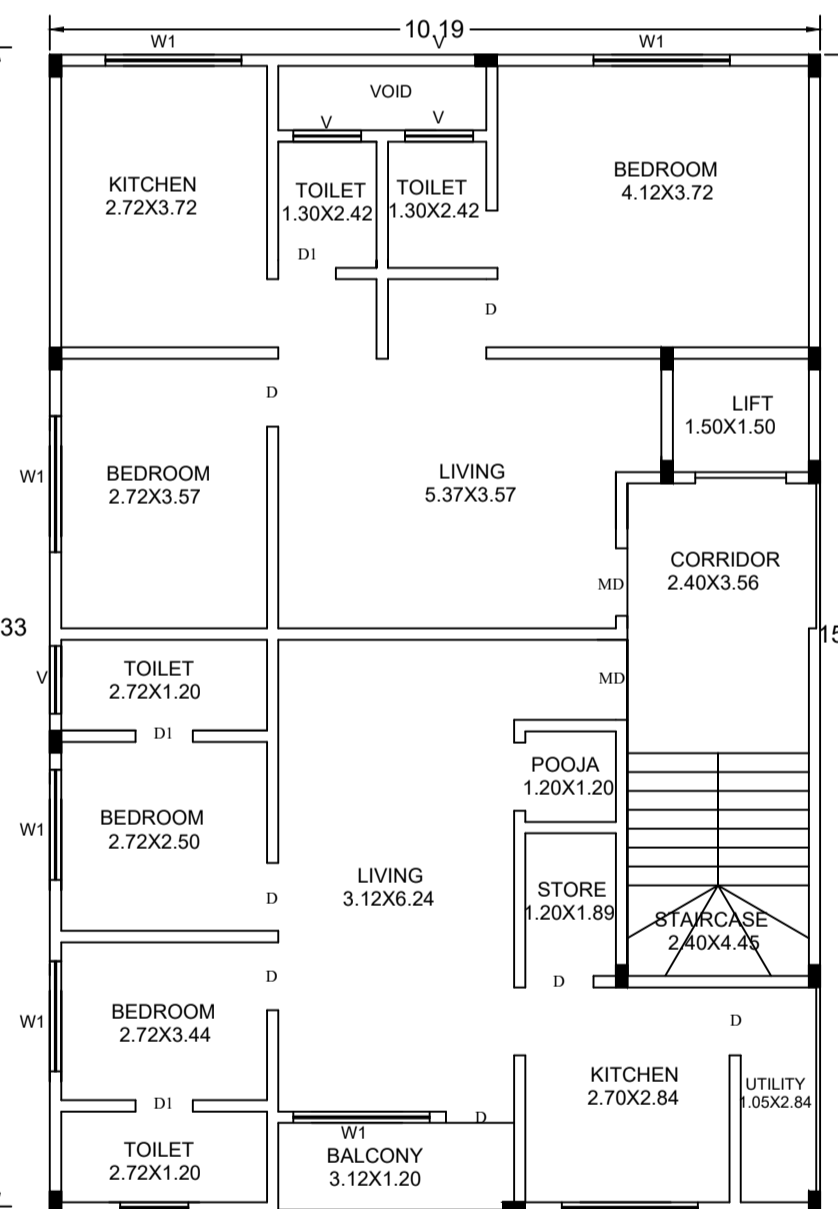 10.19
W1
V
W1
VOID
V
V
KITCHEN
2.72X3.72
TOILET
1.30X2.42
TOILET
1.30X2.42
BEDROOM
4.12X3.72
D1
D
D
LIFT
1.50X1.50
W1
BEDROOM
2.72X3.57
LIVING
5.37X3.57
CORRIDOR
2.40X3.56
MD
33
15
V
TOILET
2.72X1.20
MD
D1
POOJA
1.20X1.20
W1
BEDROOM
2.72X2.50
LIVING
3.12X6.24
STORE
1.20X1.89
D
STAIRCASE
2.40X4.45
D
D
W1
BEDROOM
2.72X3.44
D
KITCHEN
2.70X2.84
UTILITY
1.05X2.84
D1
D
W1
TOILET
2.72X1.20
BALCONY
3.12X1.20